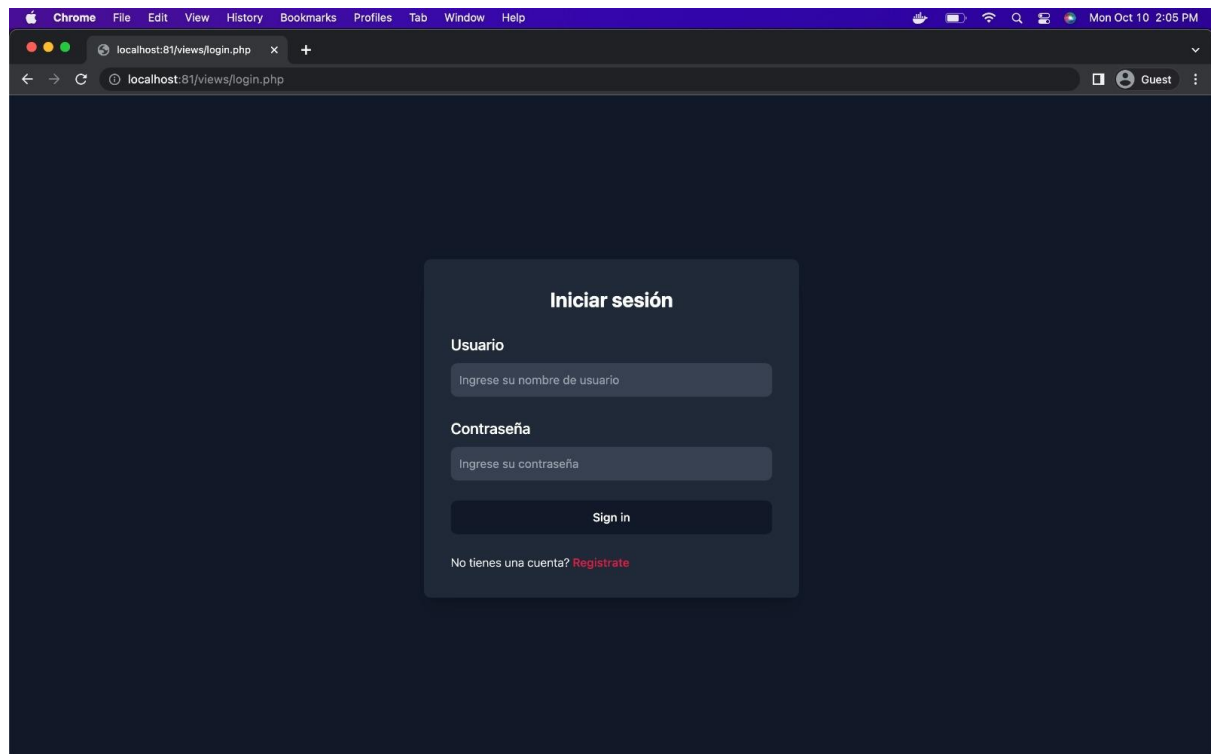 Chrome File Edit View History Bookmarks Profiles Tab Window Help Mon Oct 10 2:05 PM
localhost:81/views/login.php
localhost:81/views/login.php Guest
Iniciar sesión
Usuario
Ingrese su nombre de usuario
Contraseña
Ingrese su contraseña
Sign in
No tienes una cuenta? Registrate